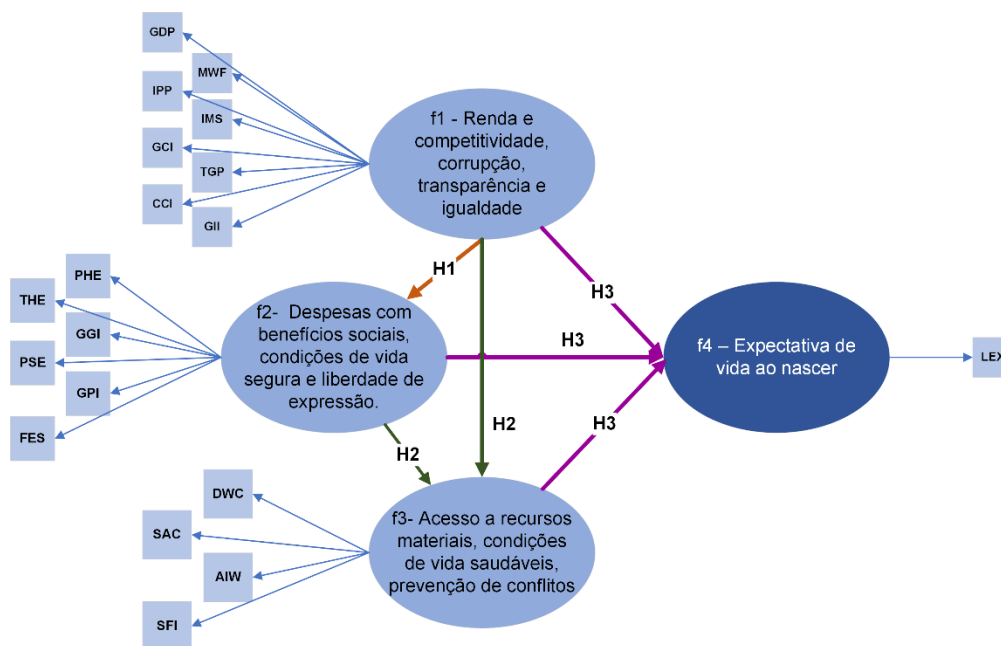 GDP
MWF
IPP
IMS
GCI
TGP
CCI
GII
f1 - Renda e
competitividade,
corrupção,
transparência e
igualdade
H1
H3
PHE
THE
GGI
PSE
GPI
FES
f2- Despesas com
benefícios sociais,
condições de vida
segura e liberdade de
expressão.
H3
f4 – Expectativa de
vida ao nascer
LEX
H2
H2
H3
DWC
SAC
AIW
SFI
f3- Acesso a recursos
materiais, condições
de vida saudáveis,
prevenção de conflitos